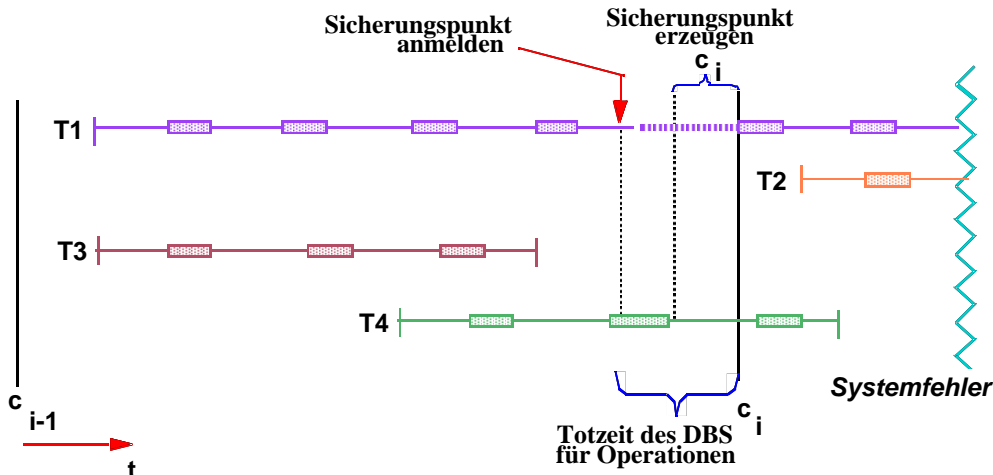 Sicherungspunkt
anmelden
Sicherungspunkt
erzeugen
c i
T1
T2
T3
T4
Systemfehler
c i-1
t
c i
Totzeit des DBS
für Operationen